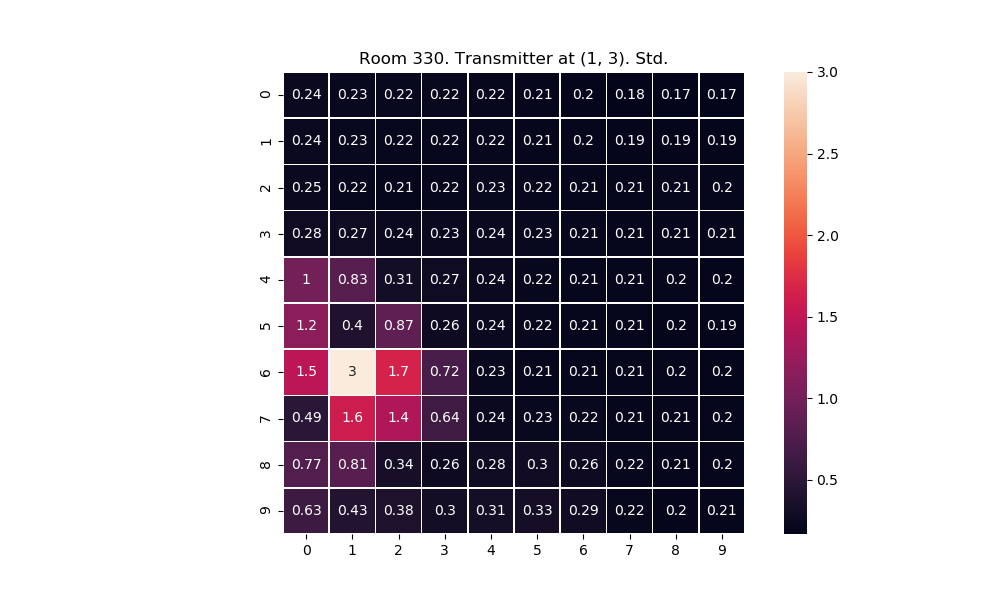 Room 330. Transmitter at (1, 3). Std.
0 0.24 0.23 0.22 0.22 0.22 0.21 0.2 0.18 0.17 0.17
1 0.24 0.23 0.22 0.22 0.22 0.21 0.2 0.19 0.19 0.19
2 0.25 0.22 0.21 0.22 0.23 0.22 0.21 0.21 0.21 0.2
3 0.28 0.27 0.24 0.23 0.24 0.23 0.21 0.21 0.21 0.21
4 1 0.83 0.31 0.27 0.24 0.22 0.21 0.21 0.2 0.2
5 1.2 0.4 0.87 0.26 0.24 0.22 0.21 0.21 0.2 0.19
6 1.5 3 1.7 0.72 0.23 0.21 0.21 0.21 0.2 0.2
7 0.49 1.6 1.4 0.64 0.24 0.23 0.22 0.21 0.21 0.2
8 0.77 0.81 0.34 0.26 0.28 0.3 0.26 0.22 0.21 0.2
9 0.63 0.43 0.38 0.3 0.31 0.33 0.29 0.22 0.2 0.21
0 1 2 3 4 5 6 7 8 9
3.0
2.5
2.0
1.5
1.0
0.5